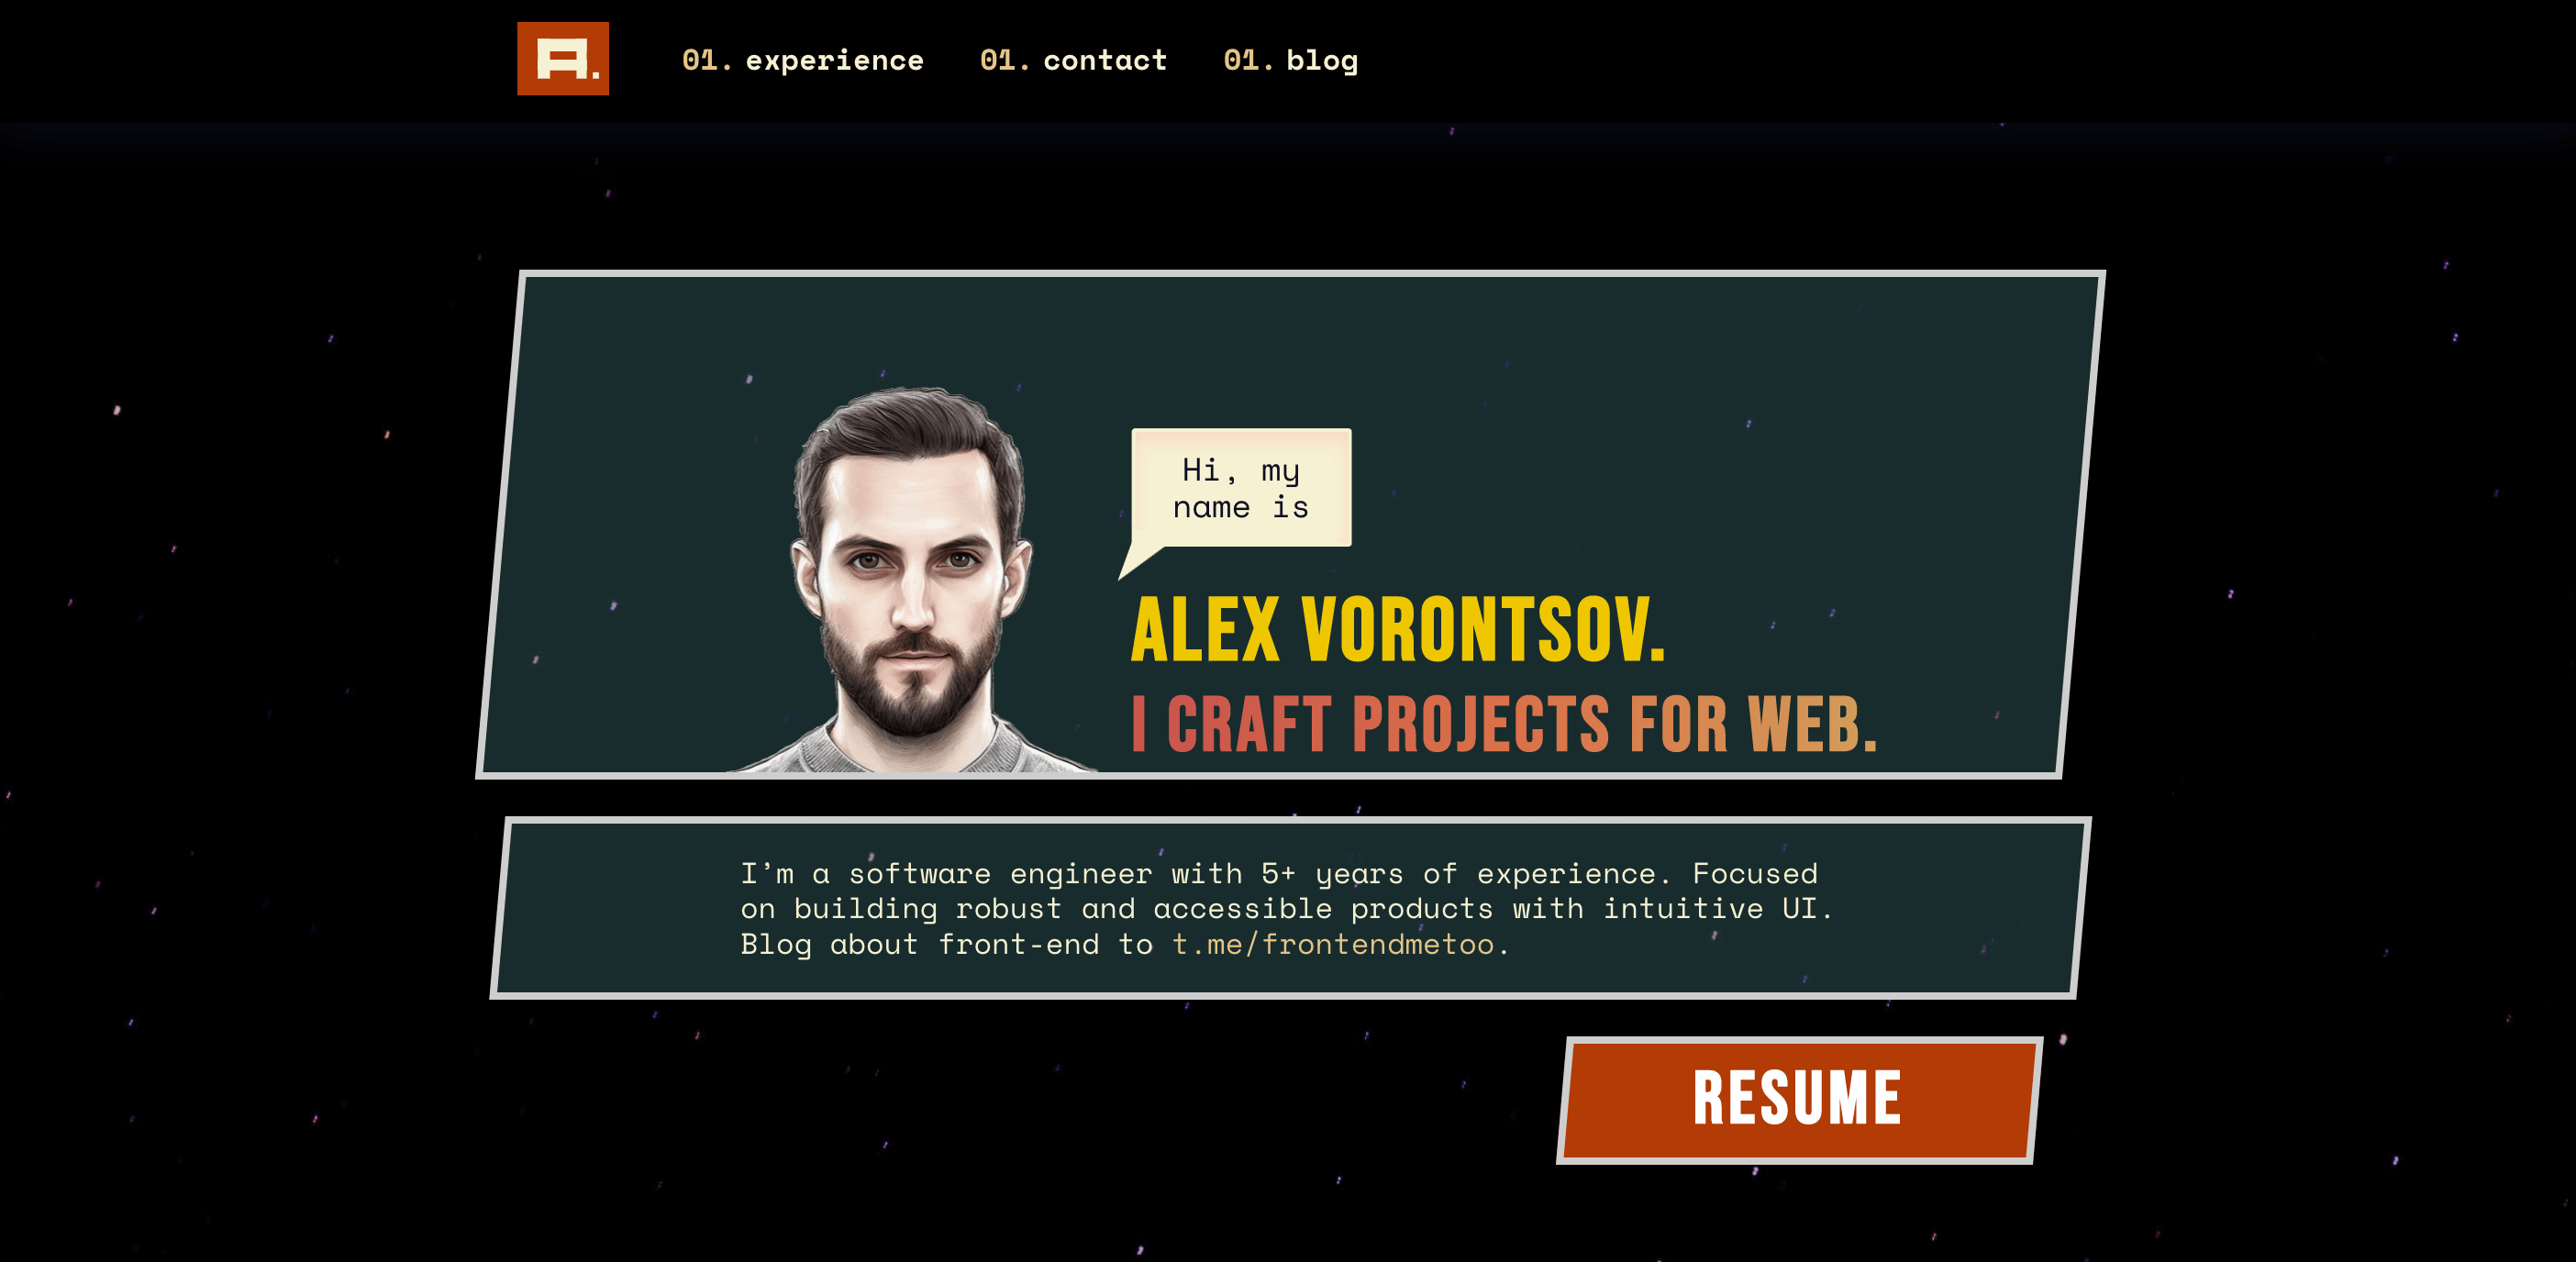 A.
01. experience
01. contact
01. blog
Hi, my
name is
ALEX VORONTSOV.
I CRAFT PROJECTS FOR WEB.
I’m a software engineer with 5+ years of experience. Focused
on building robust and accessible products with intuitive UI.
Blog about front-end to t.me/frontendmetoo.
RESUME